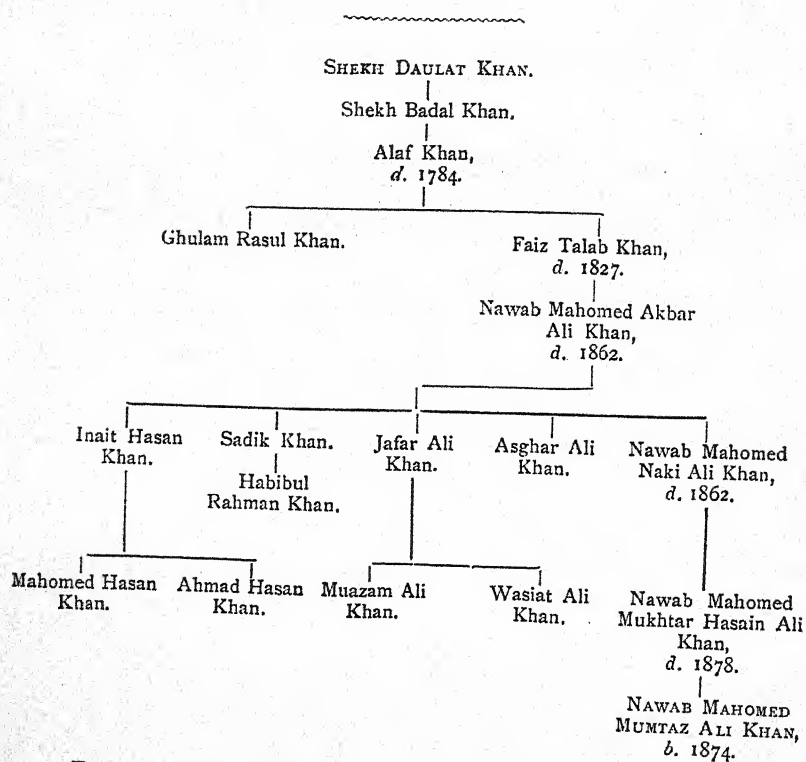 SHEKH DAULAT KHAN.
Shekh Badal Khan.
Alaf Khan,
d. 1784.
Ghulam Rasul Khan.
Faiz Talab Khan,
d. 1827.
Nawab Mahomed Akbar
Ali Khan,
d. 1862.
Inait Hasan
Khan.
Sadik Khan.
Habibul
Rahman Khan.
Jafar Ali
Khan.
Asghar Ali
Khan.
Nawab Mahomed
Naki Ali Khan,
d. 1862.
Mahomed Hasan
Khan.
Ahmad Hasan
Khan.
Muazam Ali
Khan.
Wasiat Ali
Khan.
Nawab Mahomed
Mukhtar Hasain Ali
Khan,
d. 1878.
NAWAB MAHOMED
MUMTAZ ALI KHAN,
b. 1874.